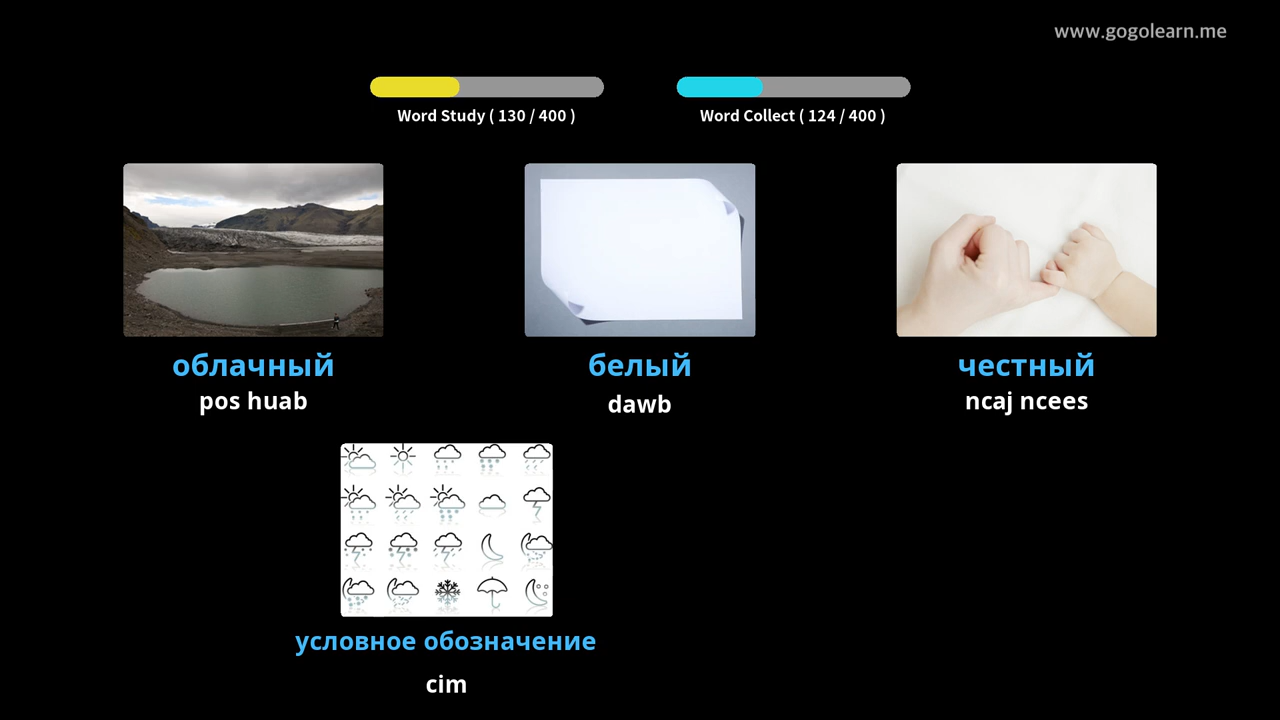 www.gogolearn.me
Word Study ( 130 / 400 )
Word Collect ( 124 / 400 )
облачный
pos huab
белый
dawb
честный
ncaj ncees
условное обозначение
cim